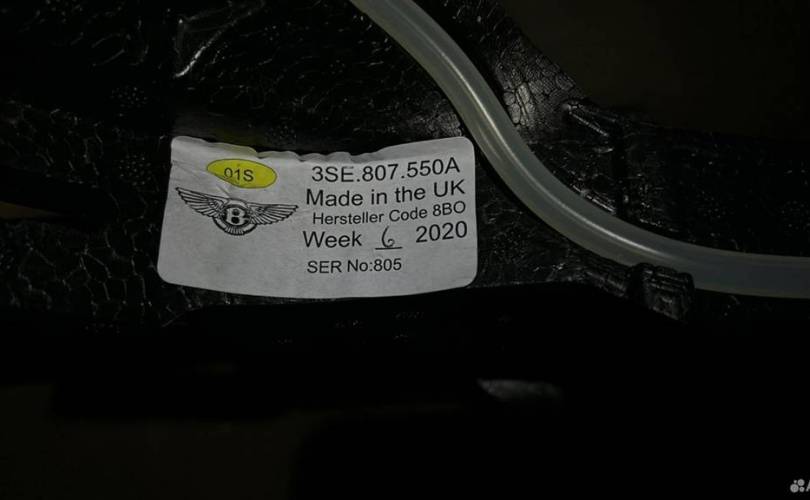 01S
3SE.807.550A
Made in the UK
B
Hersteller Code 8BO
Week 6 2020
SER No:805